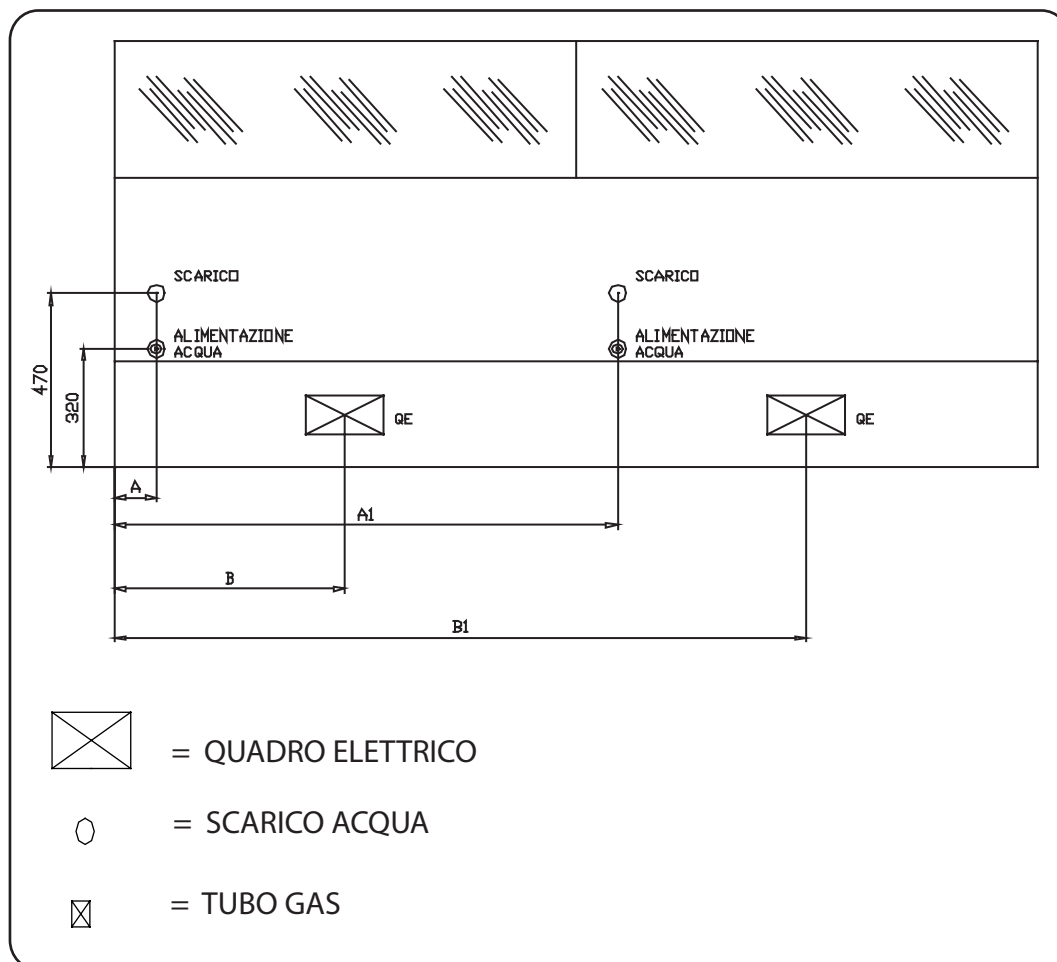 SCARICO
SCARICO
ALIMENTAZIONE
ACQUA
ALIMENTAZIONE
ACQUA
470
320
QE
QE
A
A1
B
B1
= QUADRO ELETTRICO
= SCARICO ACQUA
= TUBO GAS